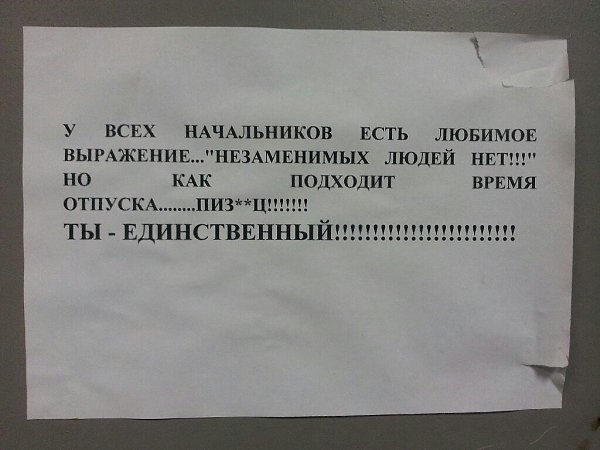 У ВСЕХ НАЧАЛЬНИКОВ ЕСТЬ ЛЮБИМОЕ
ВЫРАЖЕНИЕ..."НЕЗАМЕНИМЫХ ЛЮДЕЙ НЕТ!!!"
НО КАК ПОДХОДИТ ВРЕМЯ
ОТПУСКА........ПИЗ**Ц!!!!!!!
ТЫ - ЕДИНСТВЕННЫЙ!!!!!!!!!!!!!!!!!!!!!!!!